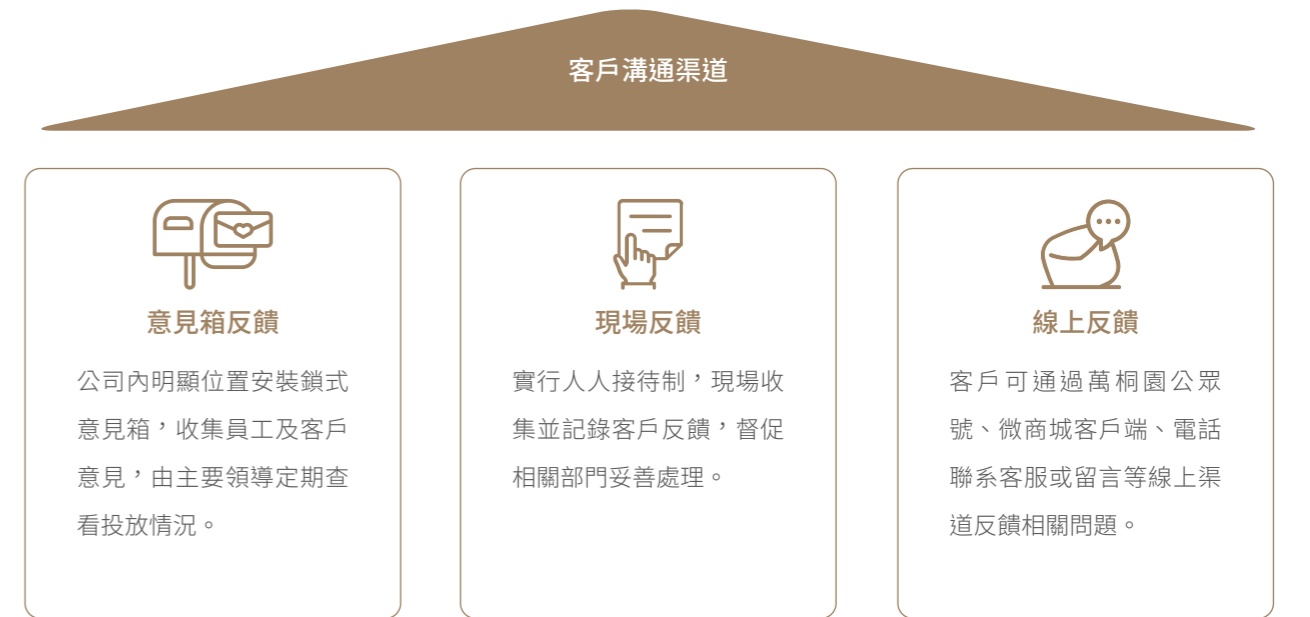 客戶溝通渠道
意見箱反饋
公司內明顯位置安裝鎖式
意見箱，收集員工及客戶
意見，由主要領導定期查
看投放情況。
現場反饋
實行人人接待制，現場收
集並記錄客戶反饋，督促
相關部門妥善處理。
線上反饋
客戶可通過萬桐園公眾
號、微商城客戶端、電話
聯系客服或留言等線上渠
道反饋相關問題。